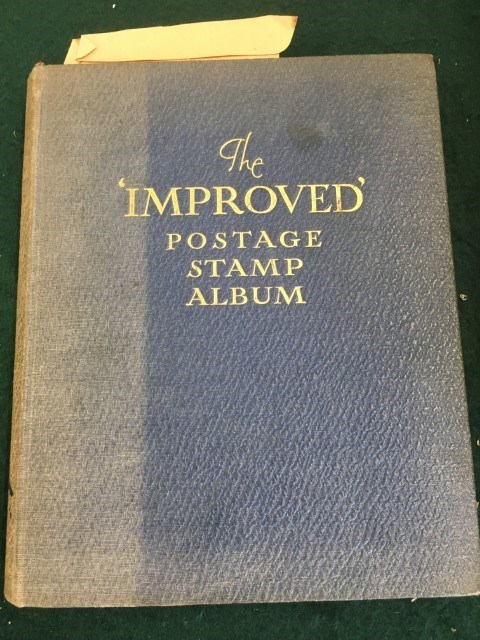 The
'IMPROVED'
POSTAGE
STAMP
ALBUM